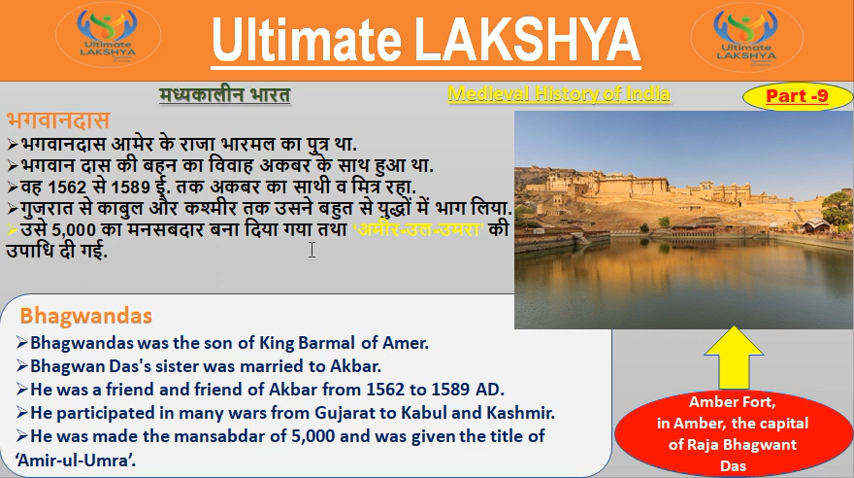 Ultimate
LAKSHYA
Ultimate LAKSHYA
Ultimate
LAKSHYA
मध्यकालीन भारत
Medieval History of India
Part -9
भगवानदास
➢भगवानदास आमेर के राजा भारमल का पुत्र था.
➢भगवान दास की बहन का विवाह अकबर के साथ हुआ था.
➢वह 1562 से 1589 ई. तक अकबर का साथी व मित्र रहा.
➢गुजरात से काबुल और कश्मीर तक उसने बहुत से युद्धों में भाग लिया.
➢उसे 5,000 का मनसबदार बना दिया गया तथा 'अमीर-उल-उमरा' की
उपाधि दी गई.
Bhagwandas
➢Bhagwandas was the son of King Barmal of Amer.
➢Bhagwan Das's sister was married to Akbar.
➢He was a friend and friend of Akbar from 1562 to 1589 AD.
➢He participated in many wars from Gujarat to Kabul and Kashmir.
➢He was made the mansabdar of 5,000 and was given the title of
‘Amir-ul-Umra’.
Amber Fort,
in Amber, the capital
of Raja Bhagwant
Das